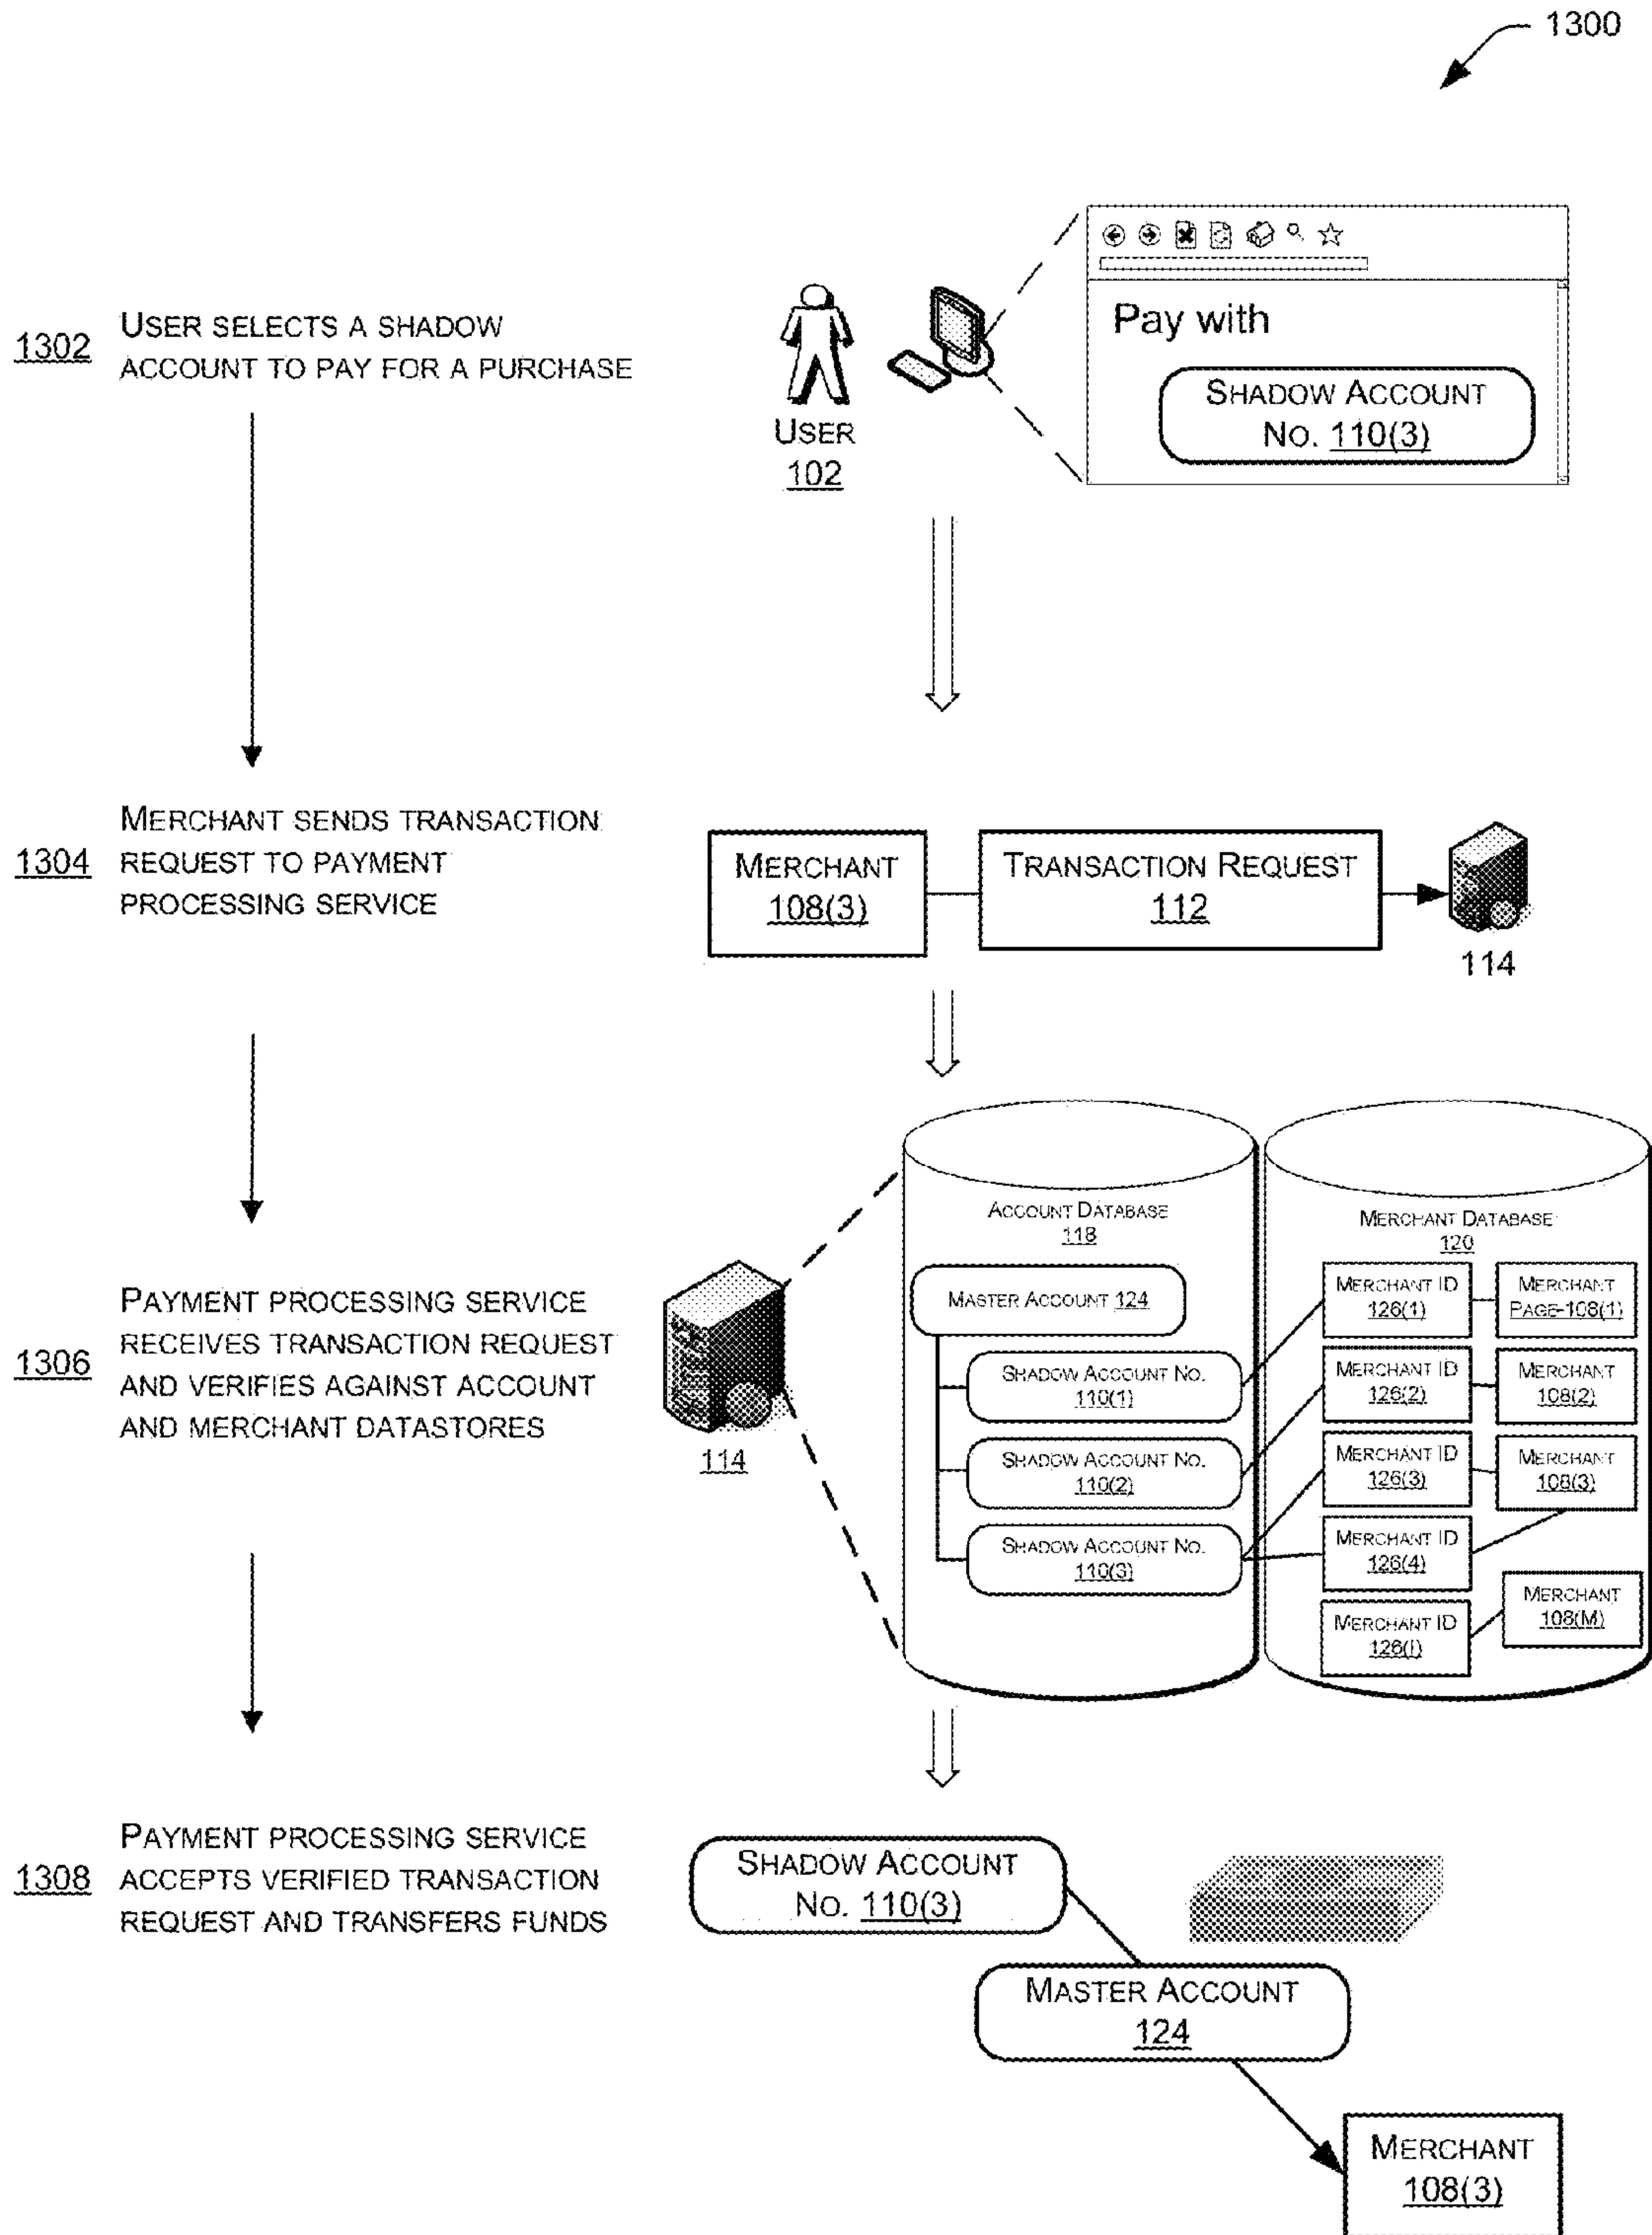 1300
1302
USER SELECTS A SHADOW
ACCOUNT TO PAY FOR A PURCHASE
USER
102
Pay with
SHADOW ACCOUNT
NO. 110(3)
1304
MERCHANT SENDS TRANSACTION
REQUEST TO PAYMENT
PROCESSING SERVICE
MERCHANT
108(3)
TRANSACTION REQUEST
112
114
1306
PAYMENT PROCESSING SERVICE
RECEIVES TRANSACTION REQUEST
AND VERIFIES AGAINST ACCOUNT
AND MERCHANT DATASTORES
114
ACCOUNT DATABASE
118
MASTER ACCOUNT 124
SHADOW ACCOUNT NO.
110(1)
SHADOW ACCOUNT NO.
110(2)
SHADOW ACCOUNT NO.
110(3)
MERCHANT DATABASE
120
MERCHANT ID
126(1)
MERCHANT
PAGE-108(1)
MERCHANT ID
126(2)
MERCHANT
108(2)
MERCHANT ID
126(3)
MERCHANT
108(3)
MERCHANT ID
126(4)
MERCHANT ID
126(I)
MERCHANT
108(M)
1308
PAYMENT PROCESSING SERVICE
ACCEPTS VERIFIED TRANSACTION
REQUEST AND TRANSFERS FUNDS
SHADOW ACCOUNT
NO. 110(3)
MASTER ACCOUNT
124
MERCHANT
108(3)